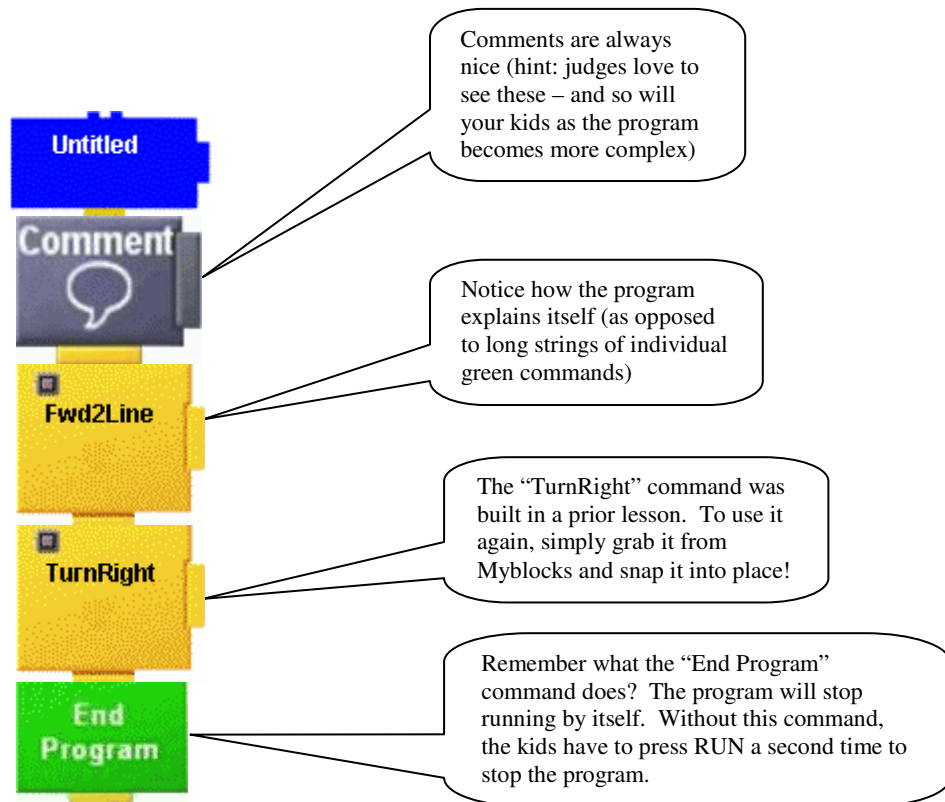 Comments are always
nice (hint: judges love to
see these – and so will
your kids as the program
becomes more complex)
Untitled
Comment
Notice how the program
explains itself (as opposed
to long strings of individual
green commands)
Fwd2Line
The “TurnRight” command was
built in a prior lesson.  To use it
again, simply grab it from
Myblocks and snap it into place!
TurnRight
Remember what the “End Program”
command does?  The program will stop
running by itself.  Without this command,
the kids have to press RUN a second time to
stop the program.
End
Program